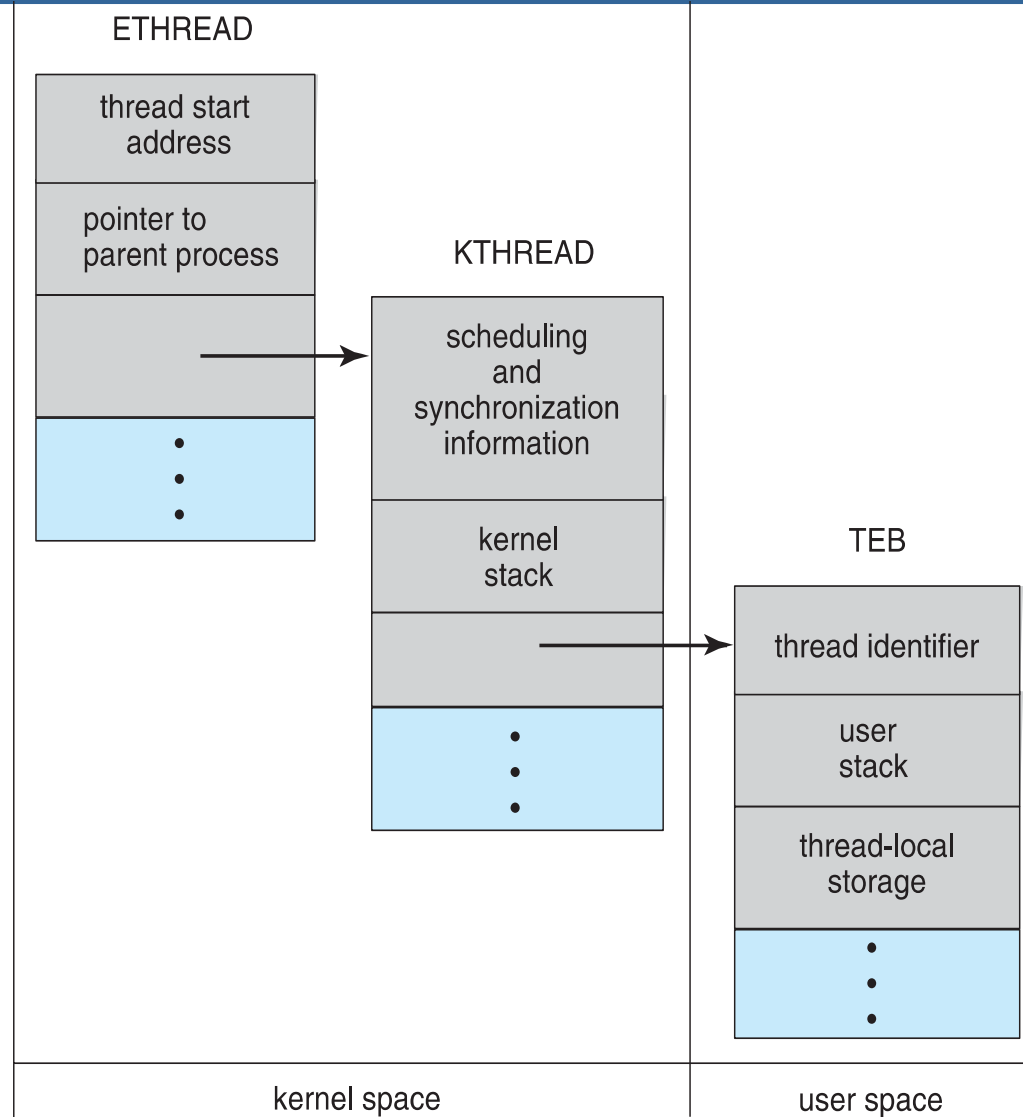 ETHREAD
thread start
address
pointer to
parent process
KTHREAD
scheduling
and
synchronization
information
kernel
stack
TEB
thread identifier
user
stack
thread-local
storage
kernel space
user space